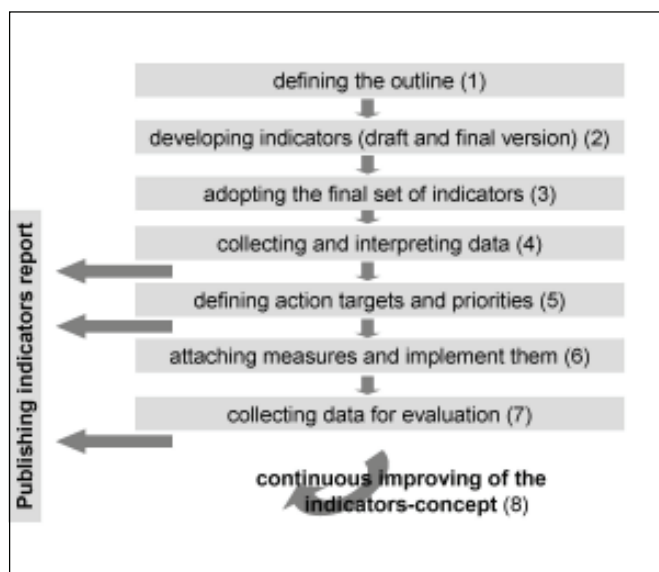 defining the outline (1)
developing indicators (draft and final version) (2)
adopting the final set of indicators (3)
collecting and interpreting data (4)
defining action targets and priorities (5)
attaching measures and implement them (6)
collecting data for evaluation (7)
continuous improving of the
indicators-concept (8)
Publishing indicators report